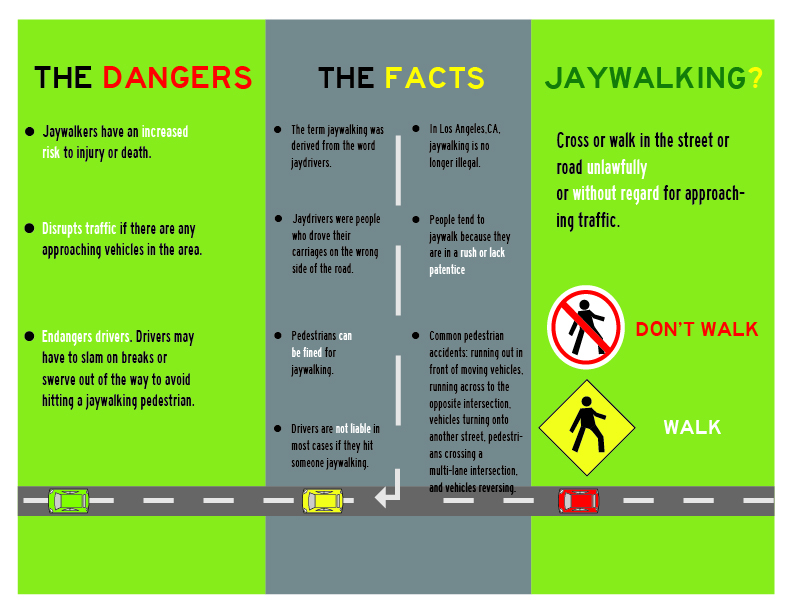 THE DANGERS
● Jaywalkers have an increased
risk to injury or death.
● Disrupts traffic if there are any
approaching vehicles in the area.
● Endangers drivers. Drivers may
have to slam on breaks or
swerve out of the way to avoid
hitting a jaywalking pedestrian.
THE FACTS
● The term jaywalking was
derived from the word
jaydrivers.
● Jaydrivers were people
who drove their
carriages on the wrong
side of the road.
● Pedestrians can
be fined for
jaywalking.
● Drivers are not liable in
most cases if they hit
someone jaywalking.
● In Los Angeles,CA,
jaywalking is no
longer illegal.
● People tend to
jaywalk because they
are in a rush or lack
patentice
● Common pedestrian
accidents: running out in
front of moving vehicles,
running across to the
opposite intersection,
vehicles turning onto
another street, pedestri-
ans crossing a
multi-lane intersection,
and vehicles reversing.
JAYWALKING?
Cross or walk in the street or
road unlawfully
or without regard for approach-
ing traffic.
DON'T WALK
WALK